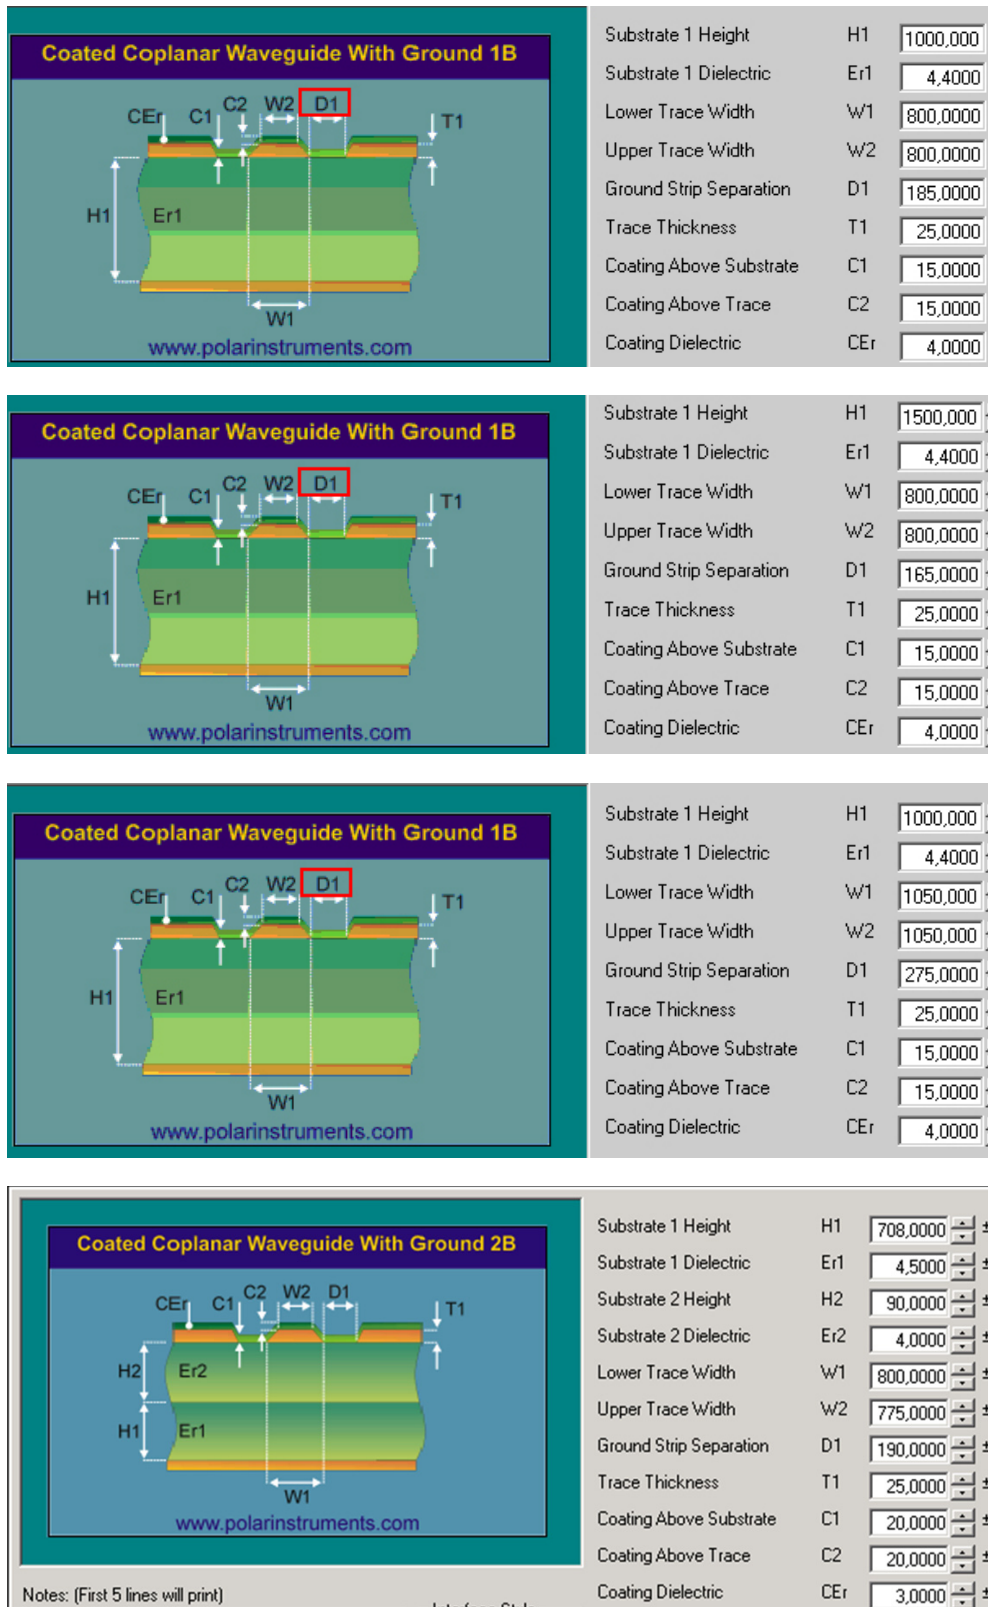 Coated Coplanar Waveguide With Ground 1B
CEr C1 C2 W2 D1 T1
H1 Er1
W1
www.polarinstruments.com
Substrate 1 Height H1 1000,000
Substrate 1 Dielectric Er1 4,4000
Lower Trace Width W1 800,0000
Upper Trace Width W2 800,0000
Ground Strip Separation D1 185,0000
Trace Thickness T1 25,0000
Coating Above Substrate C1 15,0000
Coating Above Trace C2 15,0000
Coating Dielectric CEr 4,0000
Coated Coplanar Waveguide With Ground 1B
CEr C1 C2 W2 D1 T1
H1 Er1
W1
www.polarinstruments.com
Substrate 1 Height H1 1500,000
Substrate 1 Dielectric Er1 4,4000
Lower Trace Width W1 800,0000
Upper Trace Width W2 800,0000
Ground Strip Separation D1 165,0000
Trace Thickness T1 25,0000
Coating Above Substrate C1 15,0000
Coating Above Trace C2 15,0000
Coating Dielectric CEr 4,0000
Coated Coplanar Waveguide With Ground 1B
CEr C1 C2 W2 D1 T1
H1 Er1
W1
www.polarinstruments.com
Substrate 1 Height H1 1000,000
Substrate 1 Dielectric Er1 4,4000
Lower Trace Width W1 1050,000
Upper Trace Width W2 1050,000
Ground Strip Separation D1 275,0000
Trace Thickness T1 25,0000
Coating Above Substrate C1 15,0000
Coating Above Trace C2 15,0000
Coating Dielectric CEr 4,0000
Coated Coplanar Waveguide With Ground 2B
CEr C1 C2 W2 D1 T1
H2 Er2
H1 Er1
W1
www.polarinstruments.com
Substrate 1 Height H1 708,0000 ±
Substrate 1 Dielectric Er1 4,5000 ±
Substrate 2 Height H2 90,0000 ±
Substrate 2 Dielectric Er2 4,0000 ±
Lower Trace Width W1 800,0000 ±
Upper Trace Width W2 775,0000 ±
Ground Strip Separation D1 190,0000 ±
Trace Thickness T1 25,0000 ±
Coating Above Substrate C1 20,0000 ±
Coating Above Trace C2 20,0000 ±
Coating Dielectric CEr 3,0000 ±
Notes: (First 5 lines will print)